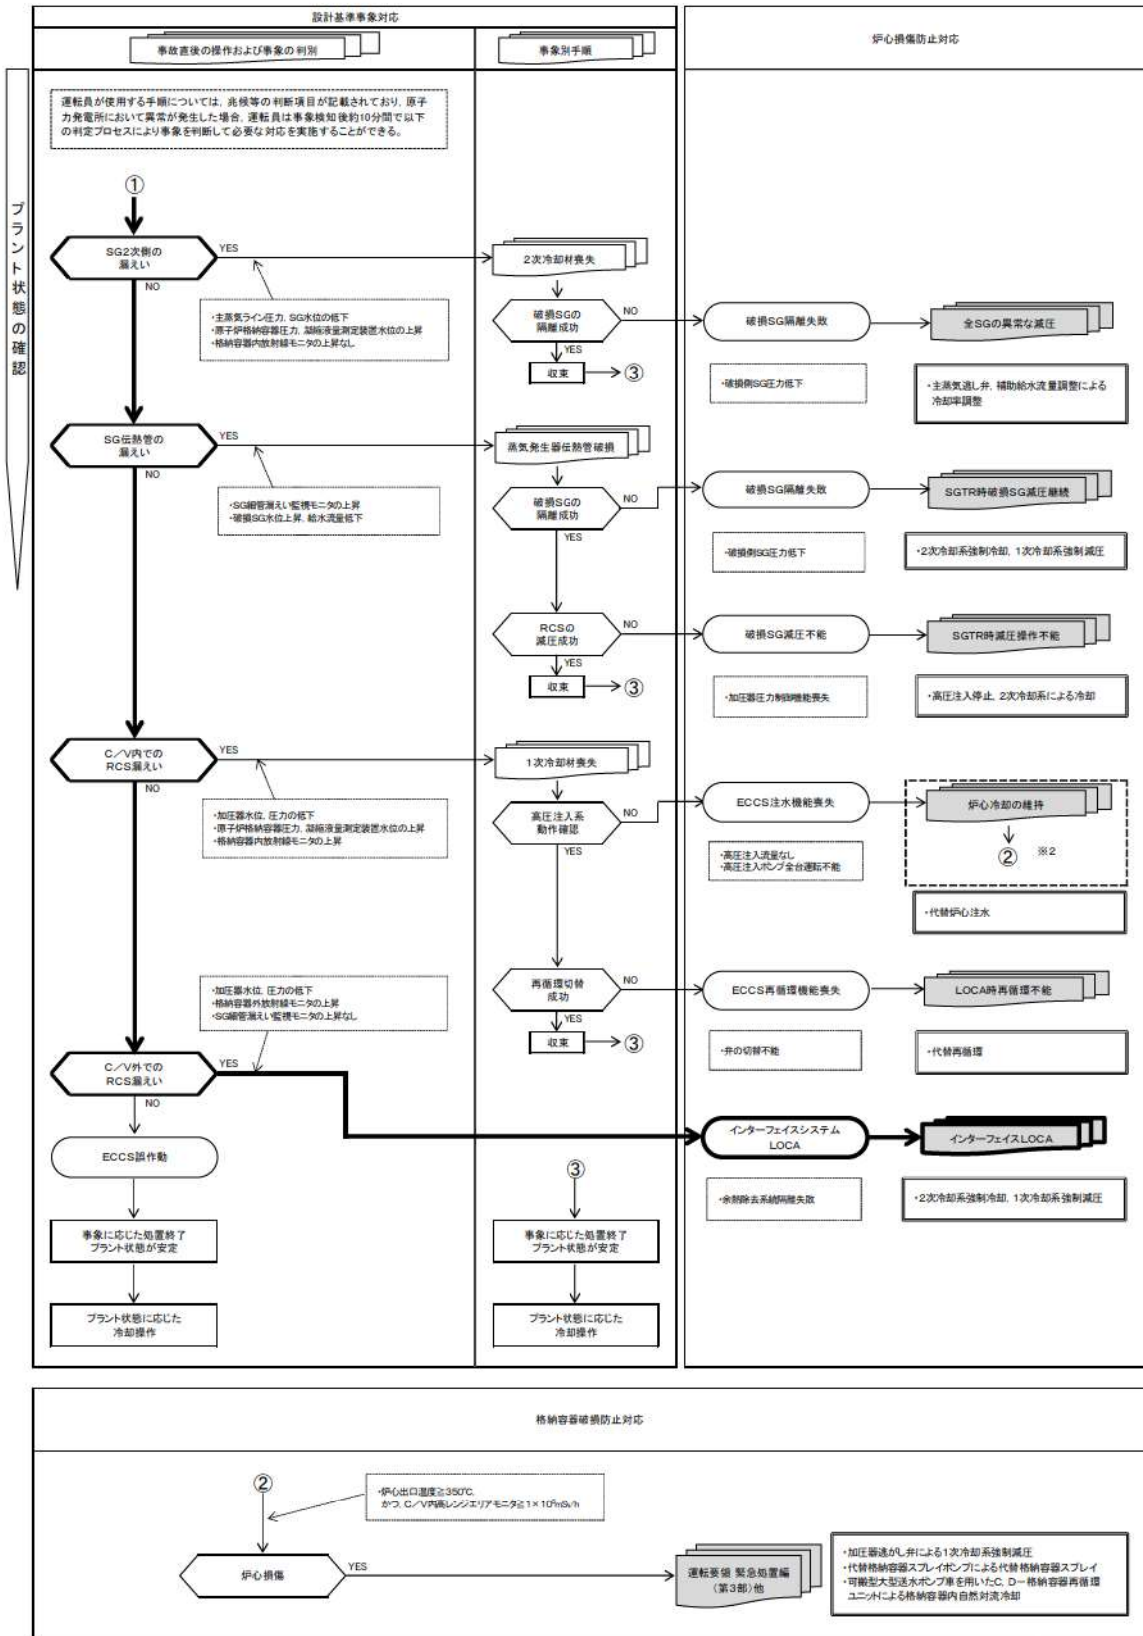 設計基準事象対応
事故直後の操作および事象の判別
事象別手順
炉心損傷防止対応
プラント状態の確認
運転員が使用する手順については、兆候等の判断項目が記載されており、原子
力発電所において異常が発生した場合、運転員は事象検知後約10分間で以下
の判定プロセスにより事象を判断して必要な対応を実施することができる。
①
SG2次側の
漏えい
YES
NO
・主蒸気ライン圧力、SG水位の低下
・原子炉格納容器圧力、凝縮液量測定装置水位の上昇
・格納容器内放射線モニタの上昇なし
2次冷却材喪失
破損SGの
隔離成功
NO
YES
収束
③
破損SG隔離失敗
・破損側SG圧力低下
全SGの異常な減圧
・主蒸気逃し弁、補助給水流量調整による
冷却率調整
SG伝熱管の
漏えい
YES
NO
・SG細管漏えい監視モニタの上昇
・破損SG水位上昇、給水流量低下
蒸気発生器伝熱管破損
破損SGの
隔離成功
NO
YES
破損SG隔離失敗
・破損側SG圧力低下
SGTR時破損SG減圧継続
・2次冷却系強制冷却、1次冷却系強制減圧
RCSの
減圧成功
NO
YES
収束
③
破損SG減圧不能
・加圧器圧力制御機能喪失
SGTR時減圧操作不能
・高圧注入停止、2次冷却系による冷却
C/V内での
RCS漏えい
YES
NO
・加圧器水位、圧力の低下
・原子炉格納容器圧力、凝縮液量測定装置水位の上昇
・格納容器内放射線モニタの上昇
1次冷却材喪失
高圧注入系
動作確認
NO
YES
ECCS注水機能喪失
・高圧注入流量なし
・高圧注入ポンプ全台運転不能
炉心冷却の維持
② ※2
・代替炉心注水
再循環切替
成功
NO
YES
収束
③
ECCS再循環機能喪失
・弁の切替不能
LOCA時再循環不能
・代替再循環
・加圧器水位、圧力の低下
・格納容器外放射線モニタの上昇
・SG細管漏えい監視モニタの上昇なし
C/V外での
RCS漏えい
YES
NO
インターフェイスシステム
LOCA
・余熱除去系統隔離失敗
インターフェイスLOCA
・2次冷却系強制冷却、1次冷却系強制減圧
ECCS誤作動
事象に応じた処置終了
プラント状態が安定
プラント状態に応じた
冷却操作
③
事象に応じた処置終了
プラント状態が安定
プラント状態に応じた
冷却操作
格納容器破損防止対応
②
・炉心出口温度≧350℃、
かつ、C/V内高レンジエリアモニタ≧1×10⁵mSv/h
炉心損傷
YES
運転要領 緊急処置編
(第3部)他
・加圧器逃がし弁による1次冷却系強制減圧
・代替格納容器スプレイポンプによる代替格納容器スプレイ
・可搬型大型送水ポンプ車を用いたC、D－格納容器再循環
ユニットによる格納容器内自然対流冷却